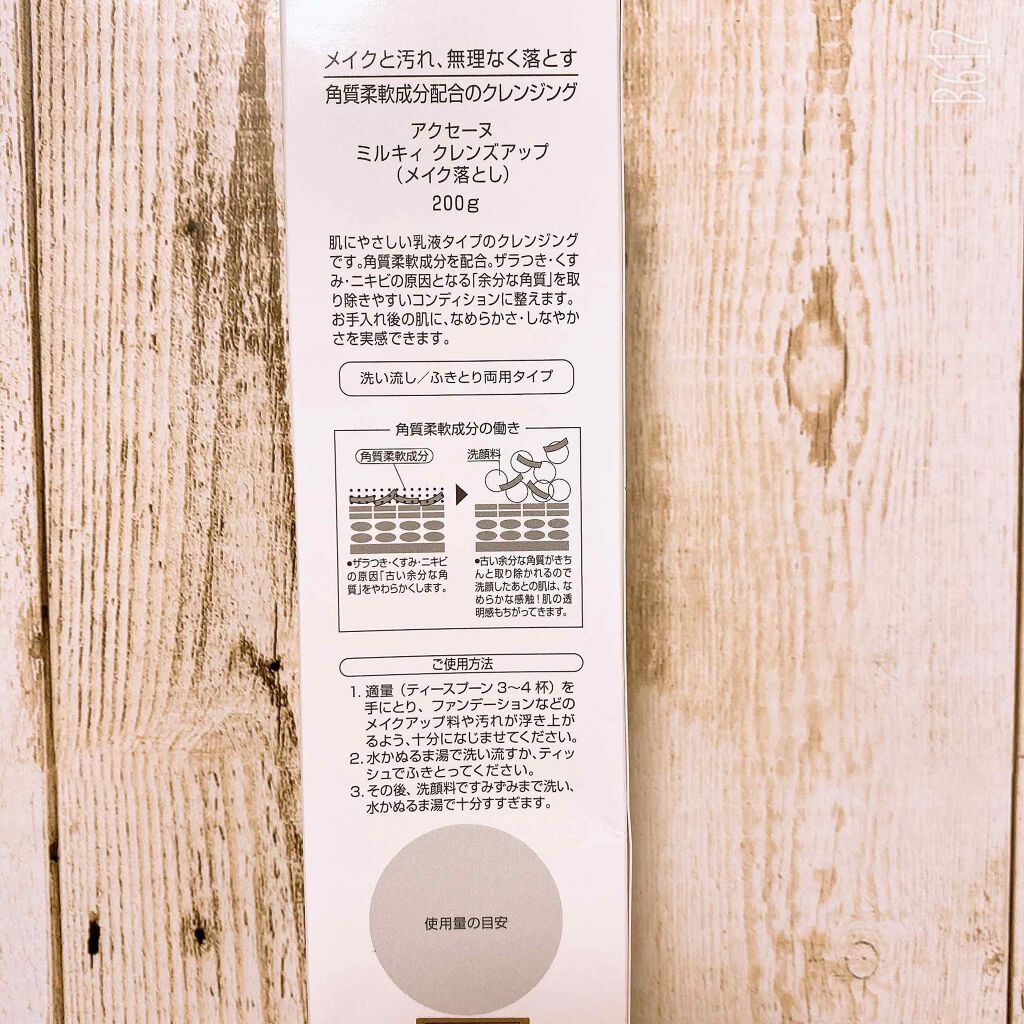 メイクと汚れ、無理なく落とす
角質柔軟成分配合のクレンジング
アクセーヌ
ミルキィ クレンズアップ
(メイク落とし)
200g
肌にやさしい乳液タイプのクレンジング
です。角質柔軟成分を配合。ザラつき・くす
み・ニキビの原因となる「余分な角質」を取
り除きやすいコンディションに整えます。
お手入れ後の肌に、なめらかさ・しなやか
さを実感できます。
洗い流し/ふきとり両用タイプ
角質柔軟成分の働き
角質柔軟成分
洗顔料
•ザラつき・くすみ・ニキビ
の原因「古い余分な角
質」をやわらかくします。
•古い余分な角質がきち
んと取り除かれるので
洗顔したあとの肌は、な
めらかな感触!肌の透
明感もちがってきます。
ご使用方法
1. 適量(ティースプーン 3〜4 杯)を
手にとり、ファンデーションなどの
メイクアップ料や汚れが浮き上が
るよう、十分になじませてください。
2. 水かぬるま湯で洗い流すか、ティッ
シュでふきとってください。
3. その後、洗顔料ですみずみまで洗い、
水かぬるま湯で十分すすぎます。
使用量の目安
B612